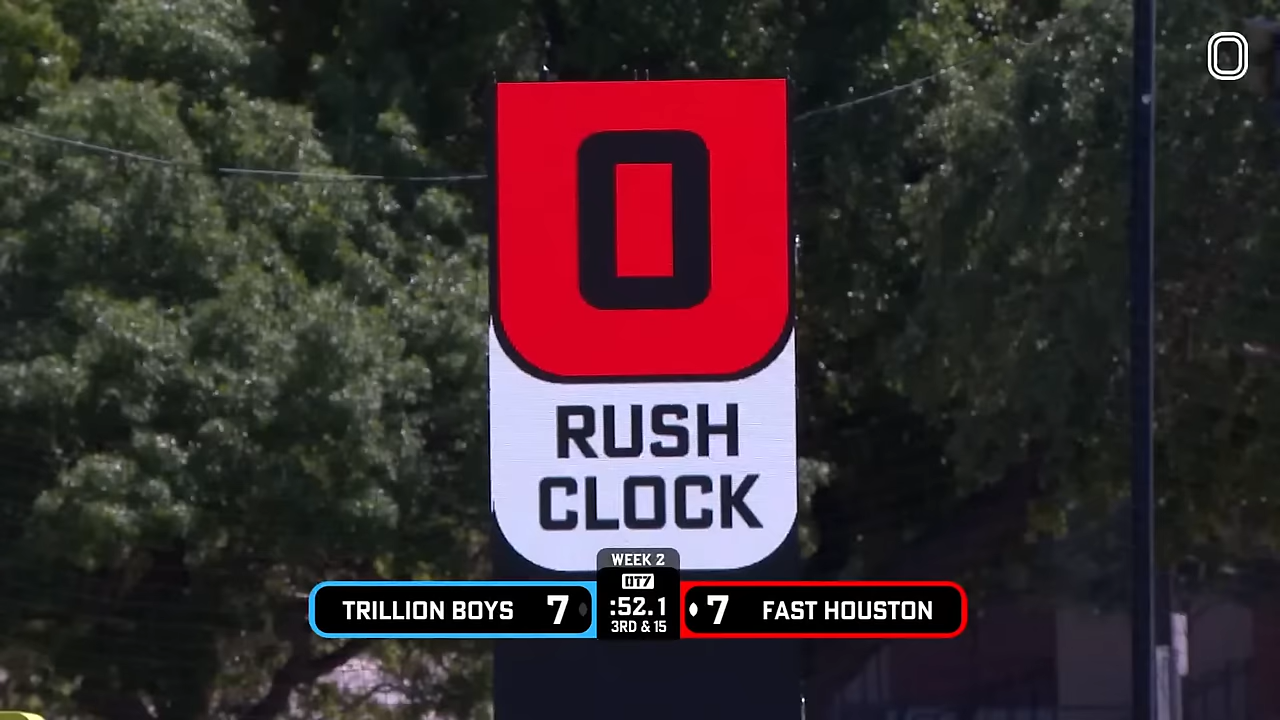 0
RUSH
CLOCK
WEEK 2
OT7
TRILLION BOYS 7 :52.1 7 FAST HOUSTON
3RD & 15